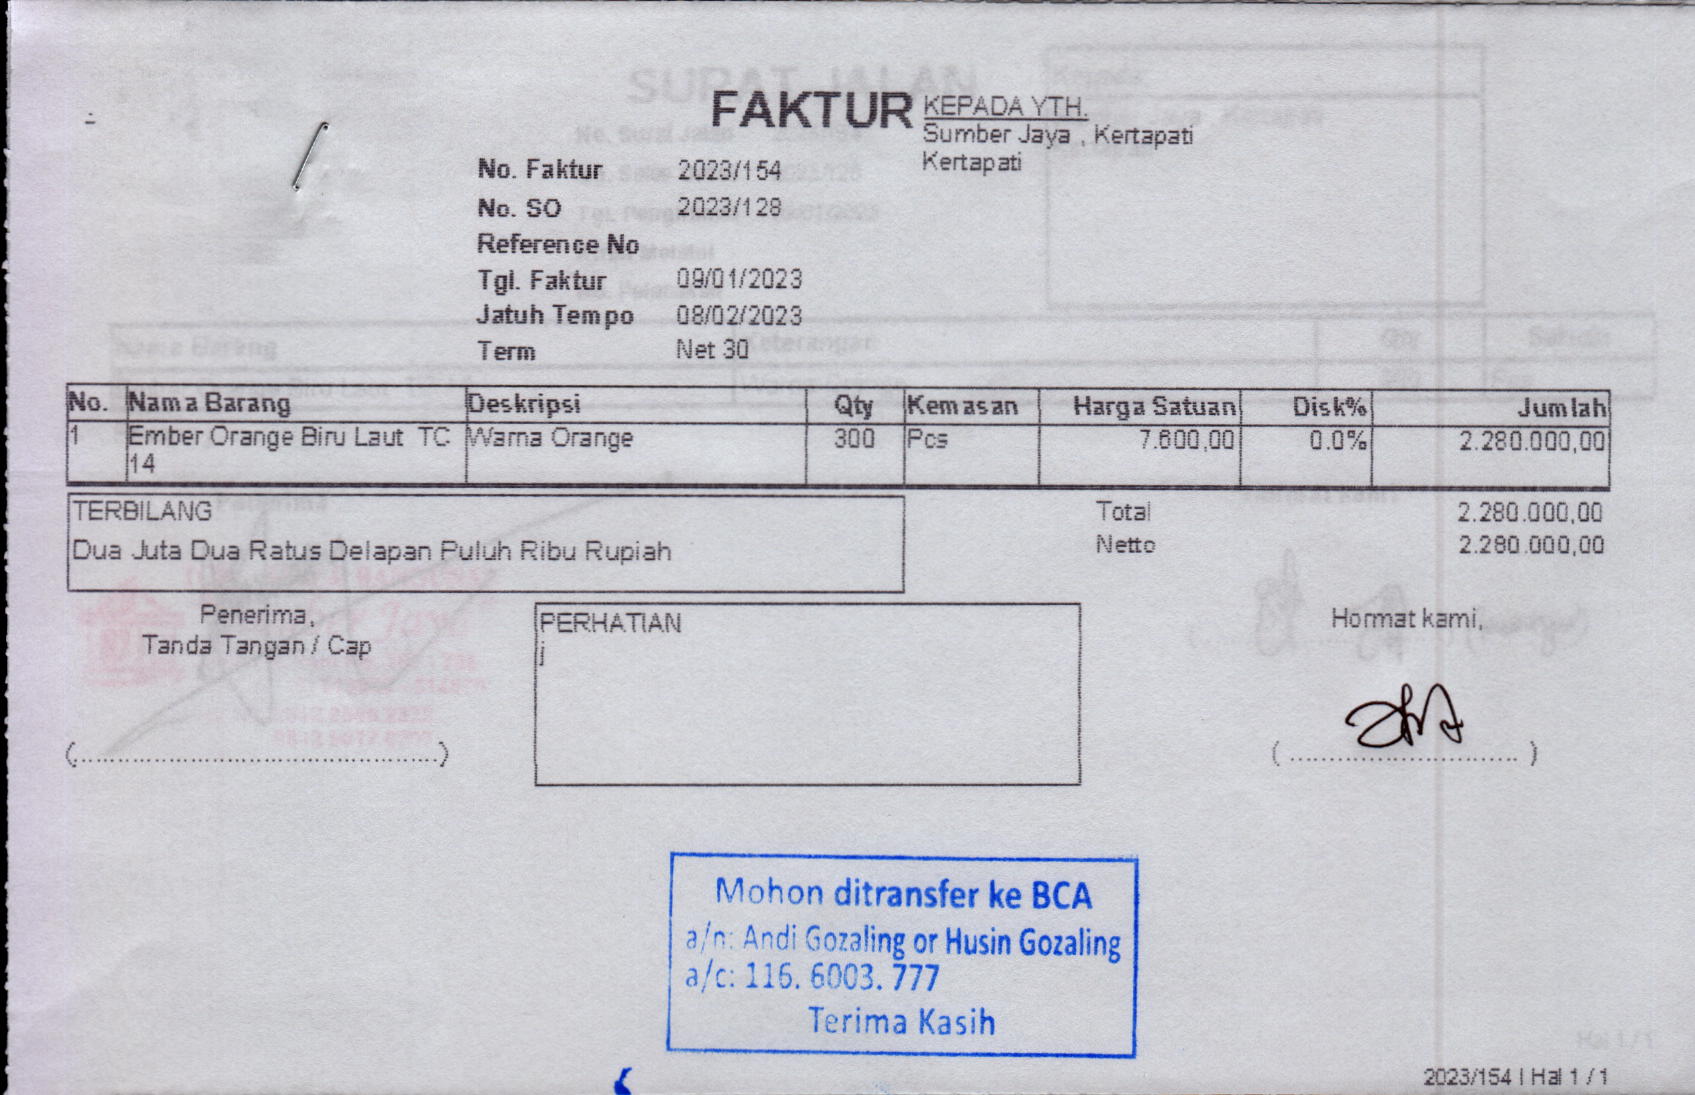 FAKTUR
KEPADA YTH.
Sumber Jaya , Kertapati
Kertapati
No. Faktur 2023/154
No. SO 2023/128
Reference No
Tgl. Faktur 09/01/2023
Jatuh Tempo 08/02/2023
Term Net 30
No. Nama Barang Deskripsi Qty Kemasan Harga Satuan Disk% Jumlah
1 Ember Orange Biru Laut TC Warna Orange 300 Pcs 7.600,00 0.0% 2.280.000,00
14
TERBILANG
Dua Juta Dua Ratus Delapan Puluh Ribu Rupiah
Total 2.280.000,00
Netto 2.280.000,00
Penerima,
Tanda Tangan / Cap
(...............................................)
PERHATIAN
j
Hormat kami,
( ............................. )
Mohon ditransfer ke BCA
a/n: Andi Gozaling or Husin Gozaling
a/c: 116. 6003. 777
Terima Kasih
2023/154 | Hal 1 / 1